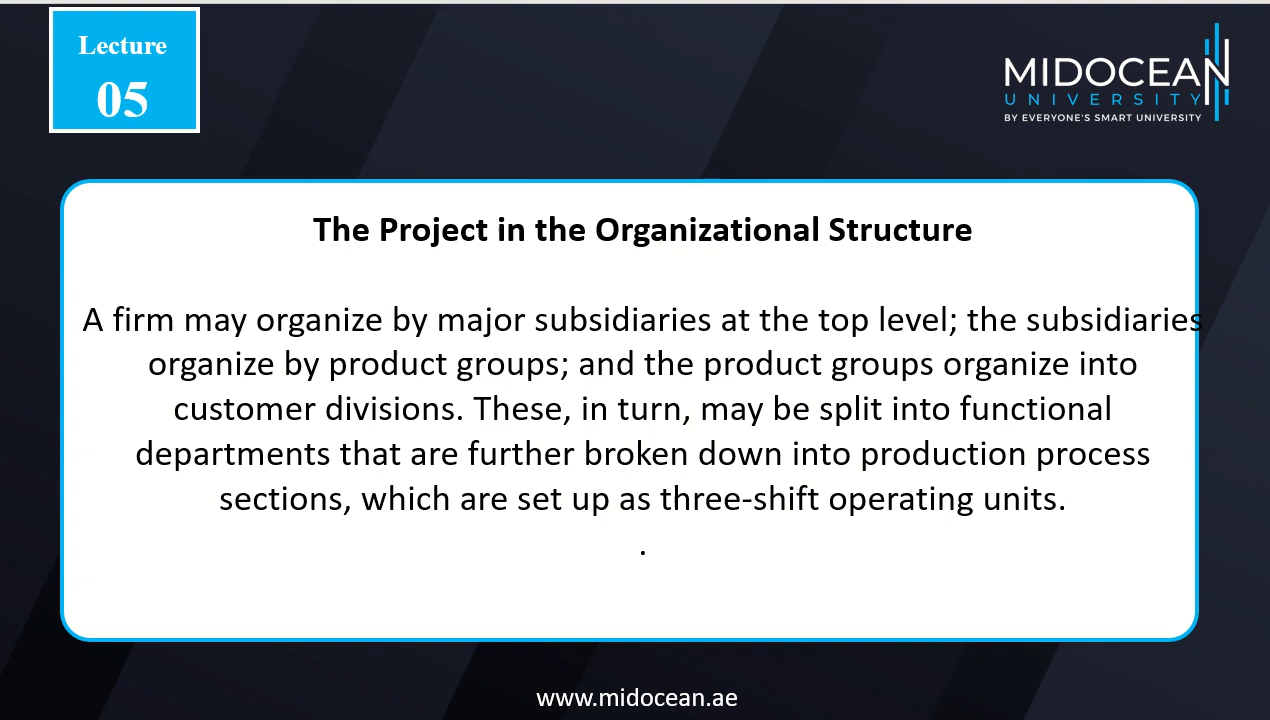 Lecture
05
MIDOCEAN
UNIVERSITY
BY EVERYONE'S SMART UNIVERSITY
The Project in the Organizational Structure
A firm may organize by major subsidiaries at the top level; the subsidiaries
organize by product groups; and the product groups organize into
customer divisions. These, in turn, may be split into functional
departments that are further broken down into production process
sections, which are set up as three-shift operating units.
.
www.midocean.ae